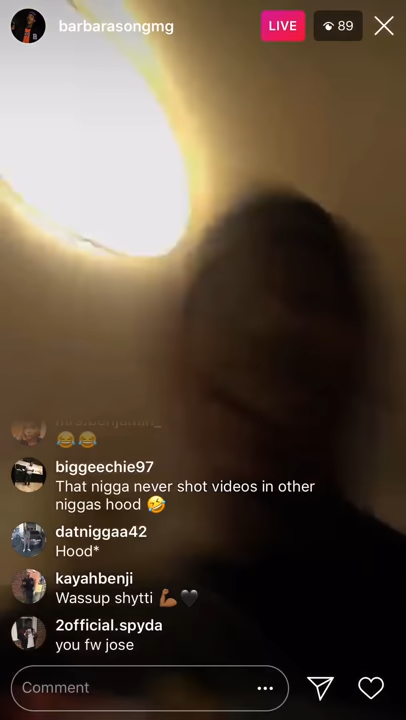 barbarasongmg
LIVE
89
😂😂
biggeechie97
That nigga never shot videos in other
niggas hood 🤣
datniggaa42
Hood*
kayahbenji
Wassup shytti 💪🏾🖤
2official.spyda
you fw jose
Comment